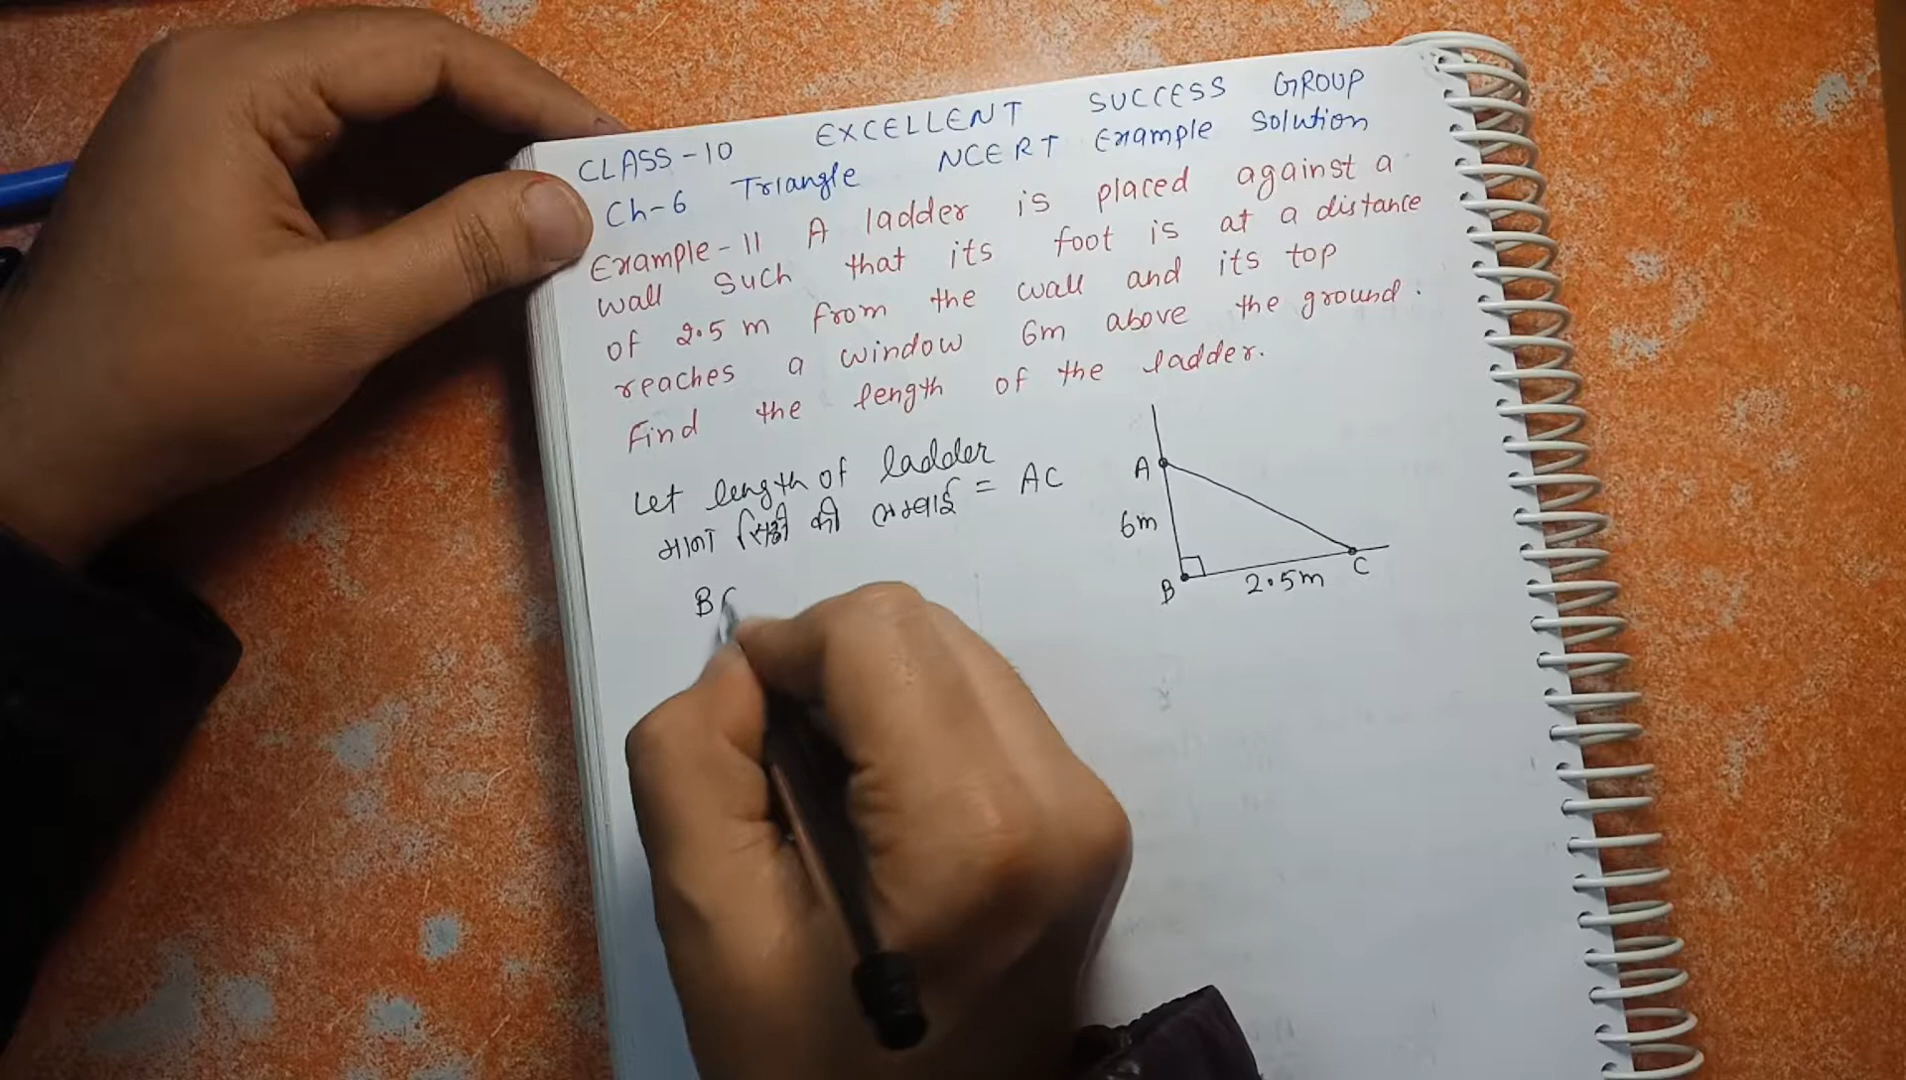 CLASS-10 EXCELLENT SUCCESS GROUP
Ch-6 Triangle NCERT Example Solution
Example-11 A ladder is placed against a
wall such that its foot is at a distance
of 2.5 m from the wall and its top
reaches a window 6m above the ground.
Find the length of the ladder.
Let length of ladder
माना सिढी की लम्बाई = AC
A
6m
B
2.5m
C
BC